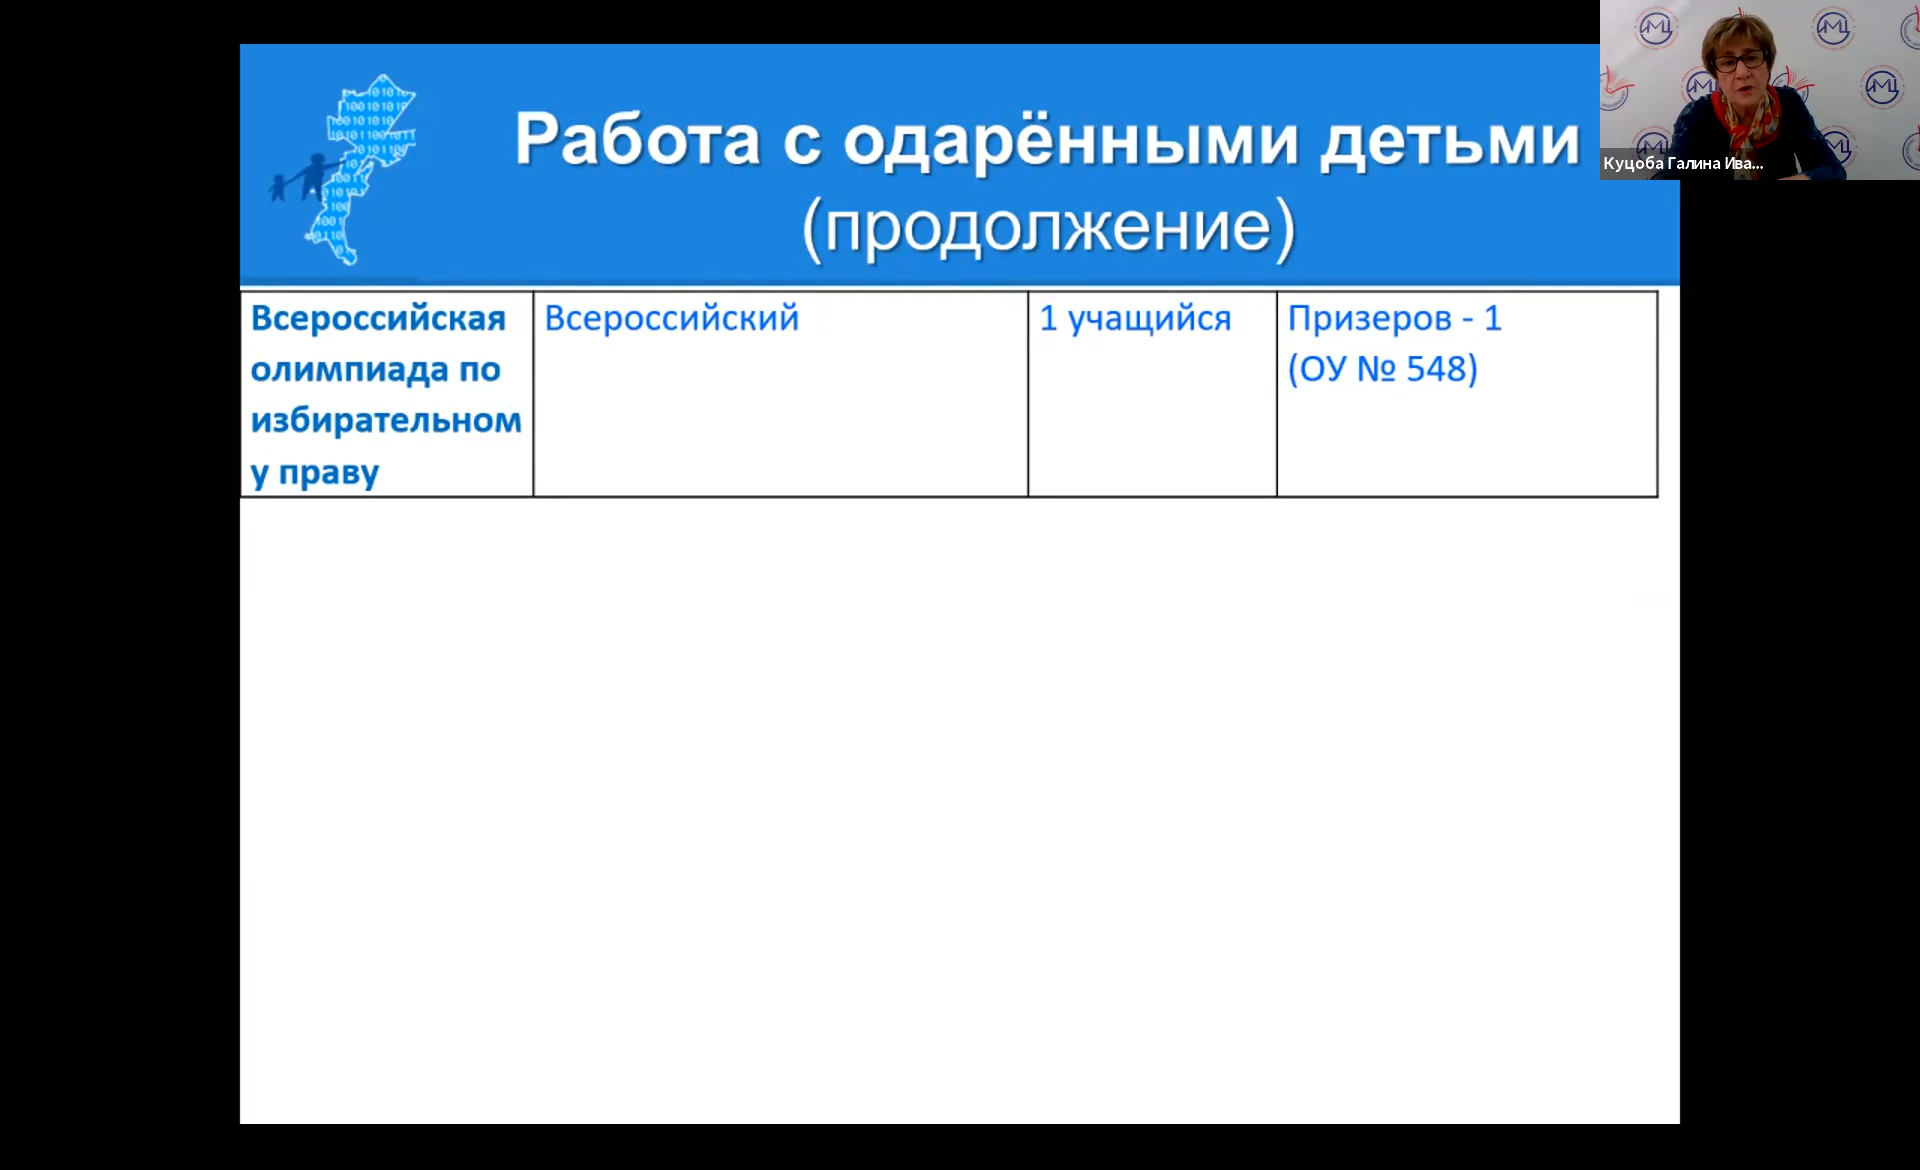 Работа с одарёнными детьми
(продолжение)
Куцоба Галина Ива...
Всероссийская
олимпиада по
избирательном
у праву
Всероссийский
1 учащийся
Призеров - 1
(ОУ № 548)